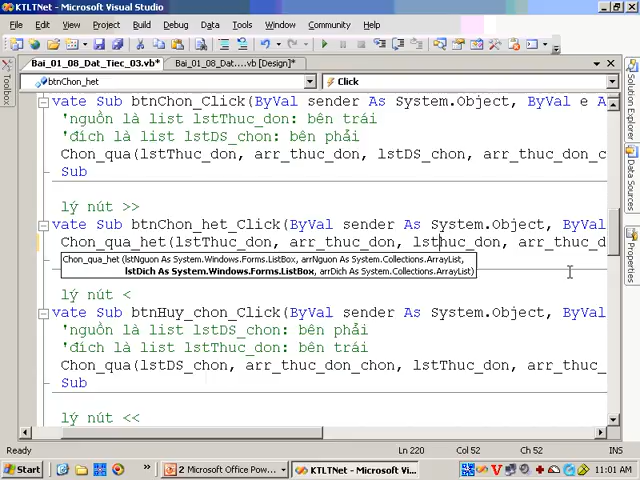 KTLTNet - Microsoft Visual Studio
File Edit View Project Build Debug Data Tools Window Community Help
Bai_01_08_Dat_Tiec_03.vb* Bai_01_08_Dat....vb [Design]*
btnChon_het Click
vate Sub btnChon_Click(ByVal sender As System.Object, ByVal e A
'nguồn là list lstThuc_don: bên trái
'đích là list lstDS_chon: bên phải
Chon_qua(lstThuc_don, arr_thuc_don, lstDS_chon, arr_thuc_don_c
Sub
lý nút >>
vate Sub btnChon_het_Click(ByVal sender As System.Object, ByVal
Chon_qua_het(lstThuc_don, arr_thuc_don, lsthuc_don, arr_thuc_d
Chon_qua_het (lstNguon As System.Windows.Forms.ListBox, arrNguon As System.Collections.ArrayList,
lstDich As System.Windows.Forms.ListBox, arrDich As System.Collections.ArrayList)
lý nút <
vate Sub btnHuy_chon_Click(ByVal sender As System.Object, ByVal
'nguồn là list lstDS_chon: bên phải
'đích là list lstThuc_don: bên trái
Chon_qua(lstDS_chon, arr_thuc_don_chon, lstThuc_don, arr_thuc_
Sub
lý nút <<
Toolbox
Solution Explorer
Data Sources
Properties
Ready Ln 220 Col 52 Ch 52 INS
Start 2 Microsoft Office Pow... KTLTNet - Microsoft Vi... 11:01 AM